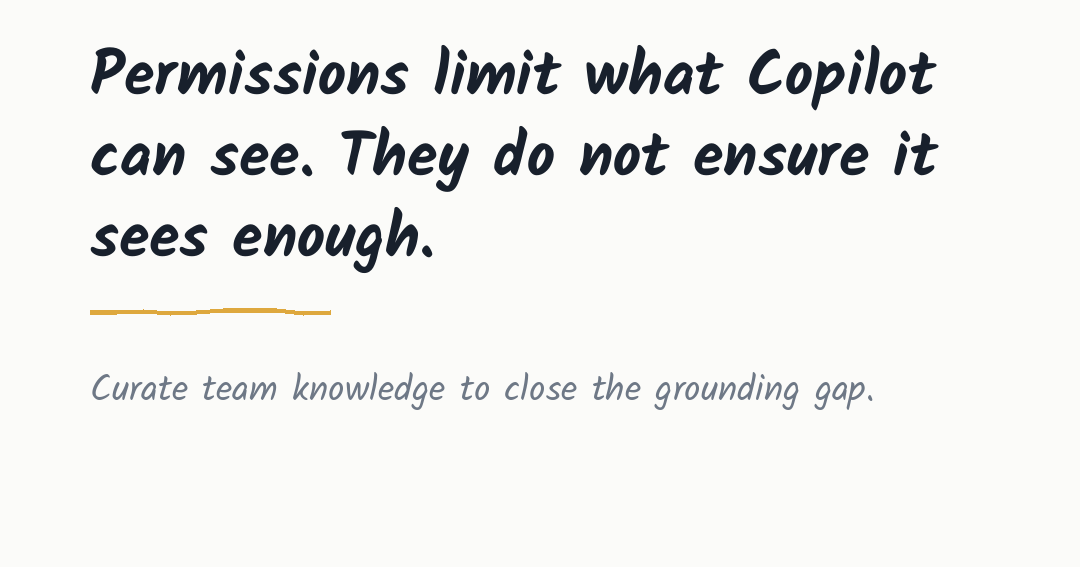 Permissions limit what Copilot
can see. They do not ensure it
sees enough.
Curate team knowledge to close the grounding gap.